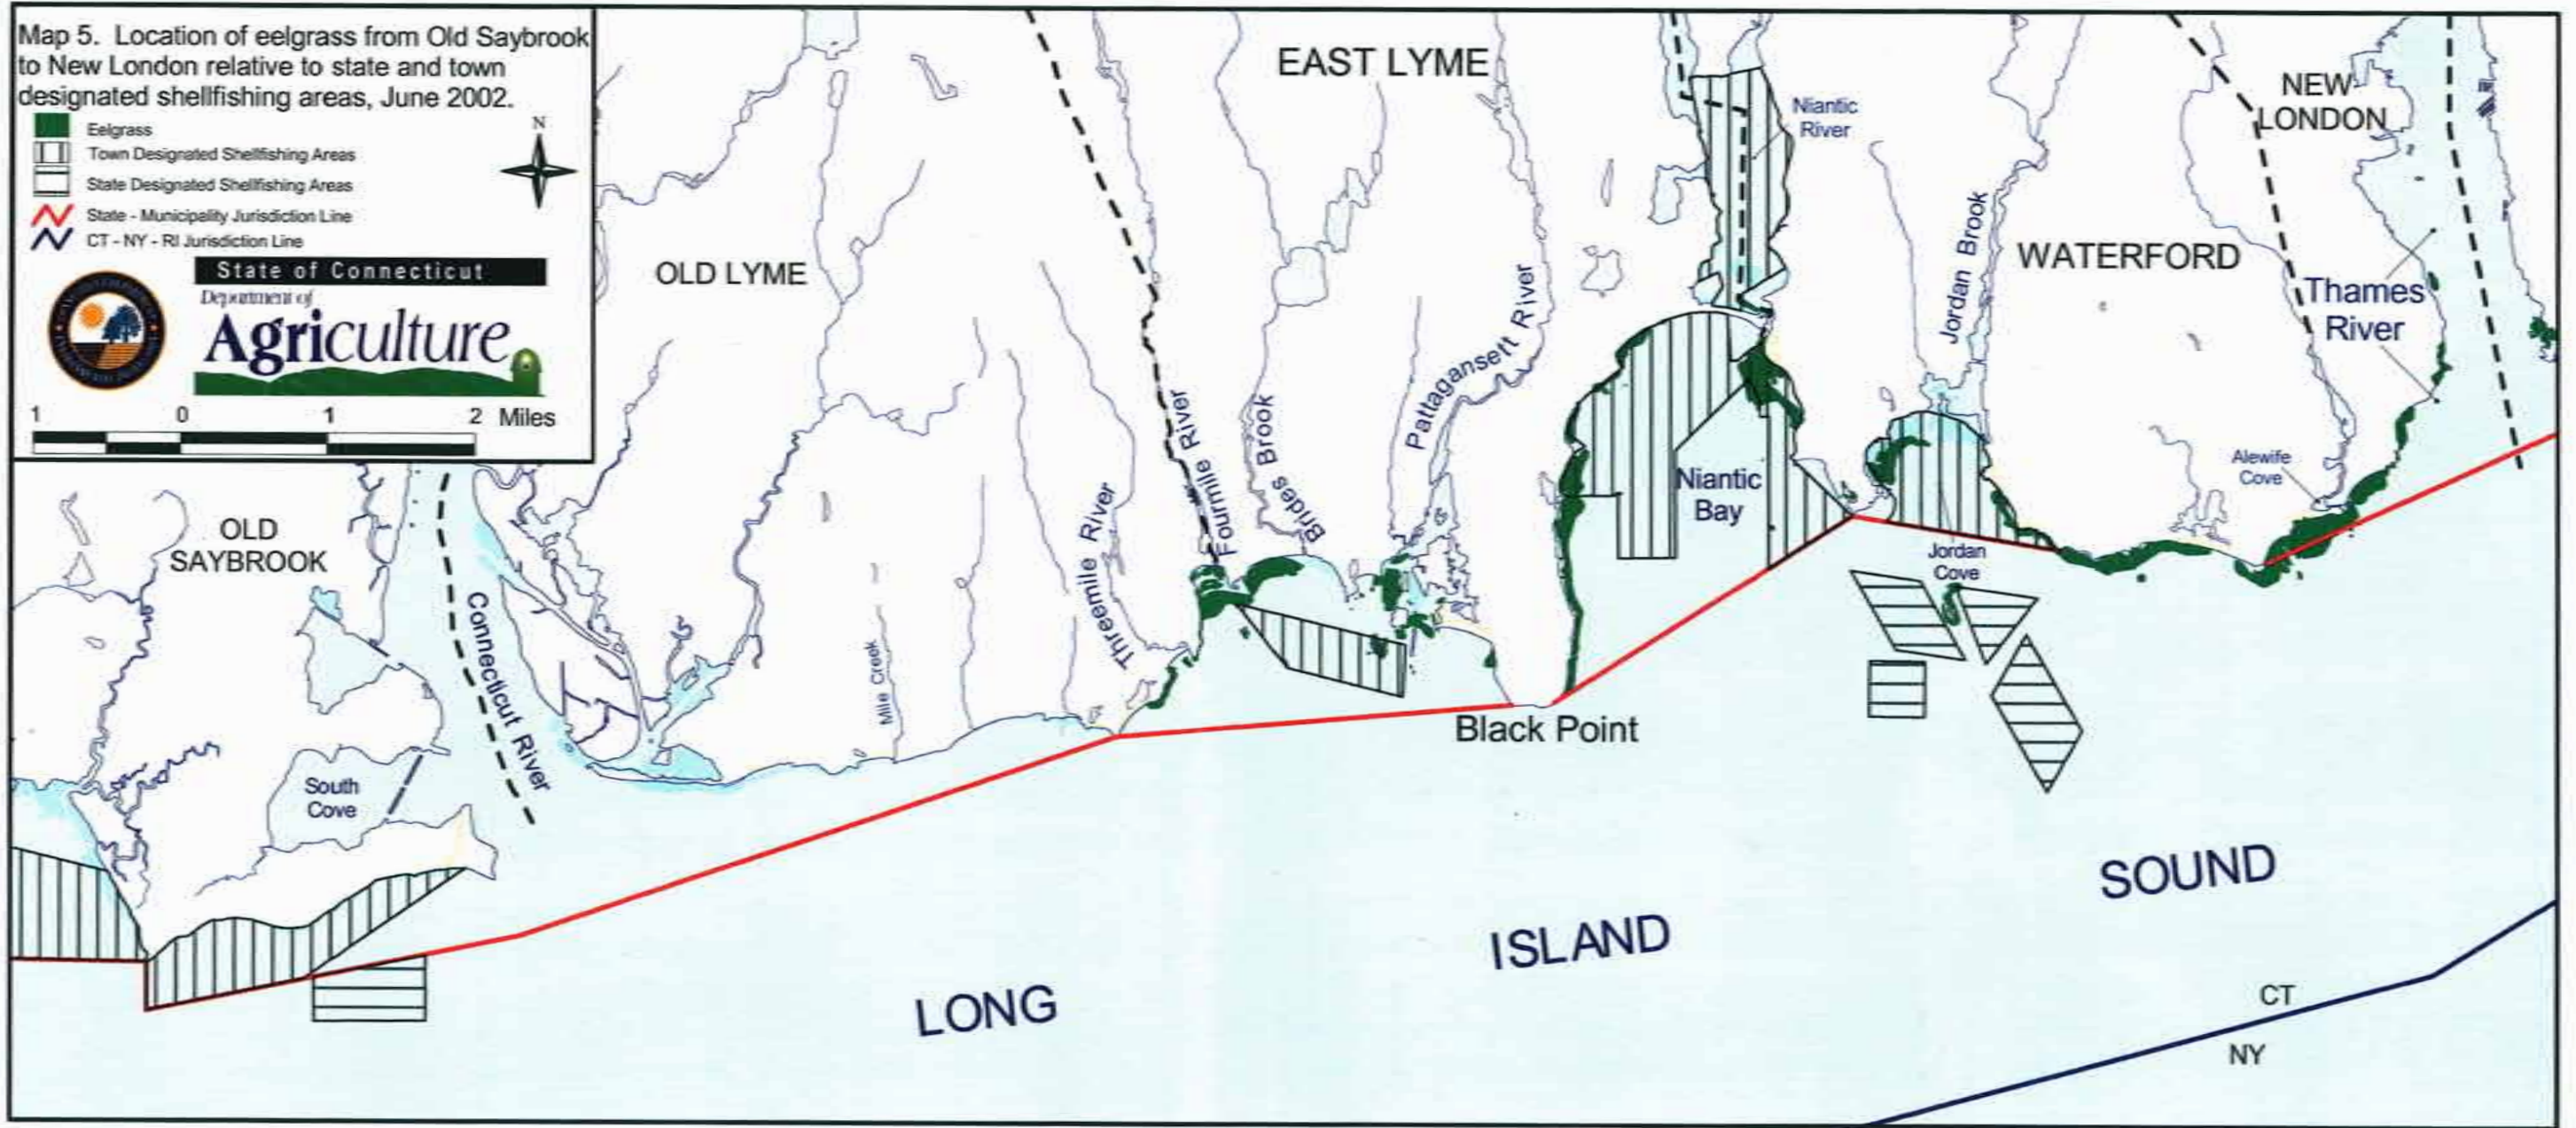 Map 5. Location of eelgrass from Old Saybrook
to New London relative to state and town
designated shellfishing areas, June 2002.
Eelgrass
Town Designated Shellfishing Areas
State Designated Shellfishing Areas
State - Municipality Jurisdiction Line
CT - NY - RI Jurisdiction Line
N
State of Connecticut
Department of
Agriculture
1 0 1 2 Miles
EAST LYME
NEW
LONDON
Niantic
River
OLD LYME
WATERFORD
Jordan Brook
Thames
River
Pattagansett River
Fourmile River
Brides Brook
Threemile River
Alewife
Cove
Niantic
Bay
OLD
SAYBROOK
Jordan
Cove
Connecticut River
Mile Creek
Black Point
South
Cove
LONG
ISLAND
SOUND
CT
NY